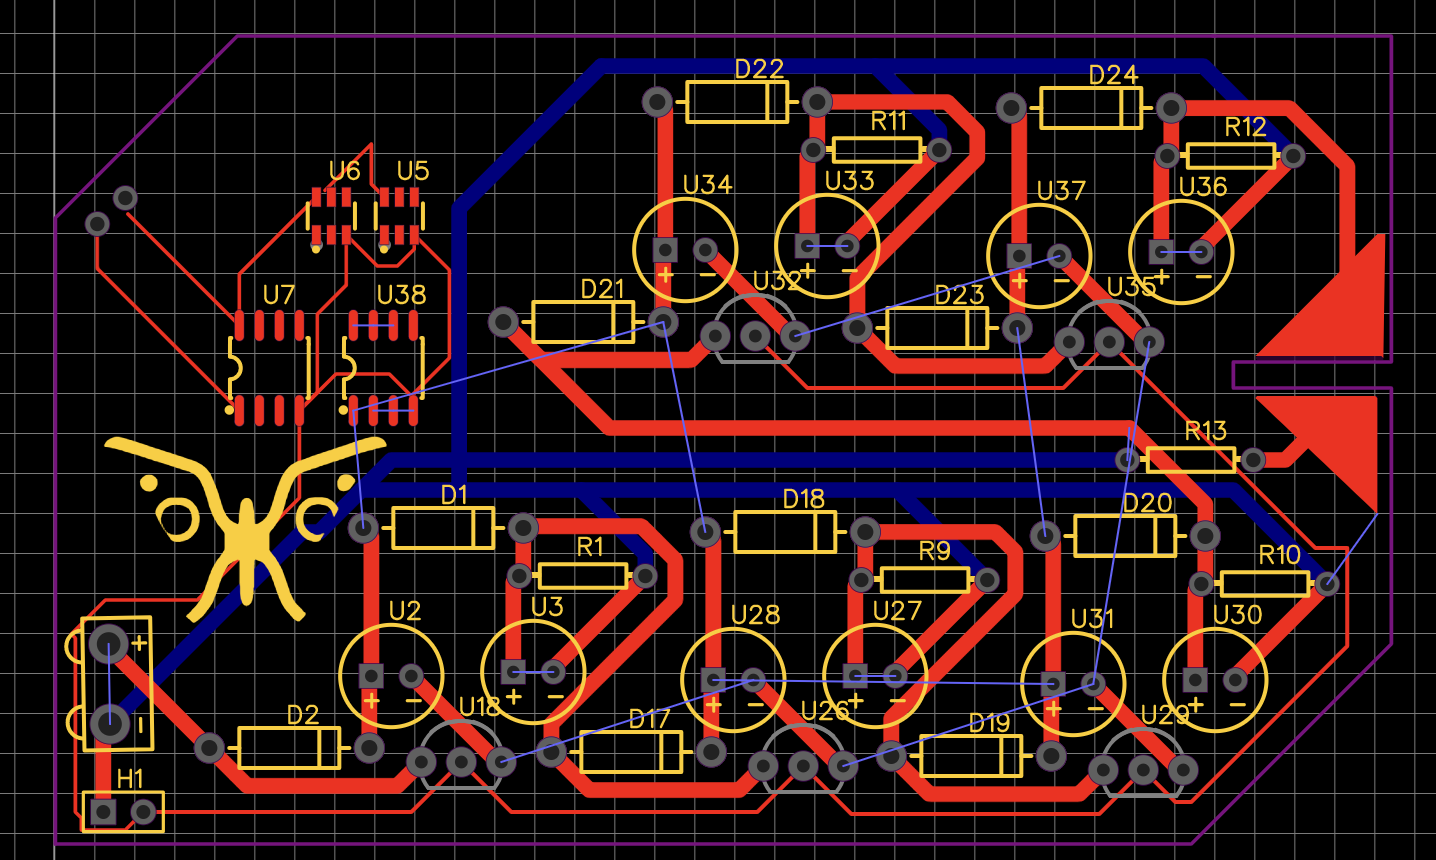 D22
D24
R11
R12
U6
U5
U34
U33
U37
U36
+
−
+
−
+
−
+
−
U32
U35
D21
D23
U7
U38
R13
D1
D18
D20
R1
R9
R10
U2
U3
U28
U27
U31
U30
+
−
+
−
+
−
+
−
+
−
+
−
+
−
U18
U26
U29
D2
D17
D19
H1